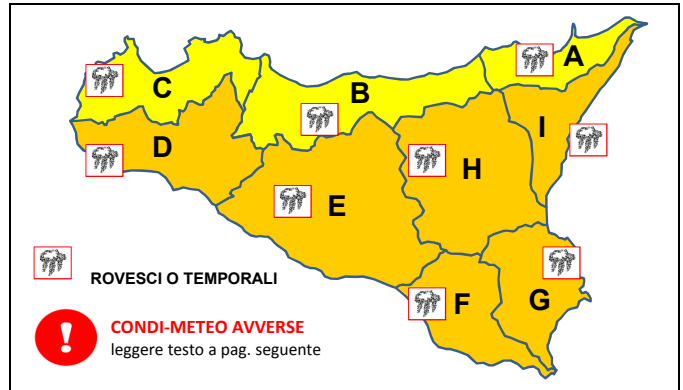 A
C
B
I
D
H
E
F
G
ROVESCI O TEMPORALI
!
CONDI-METEO AVVERSE
leggere testo a pag. seguente